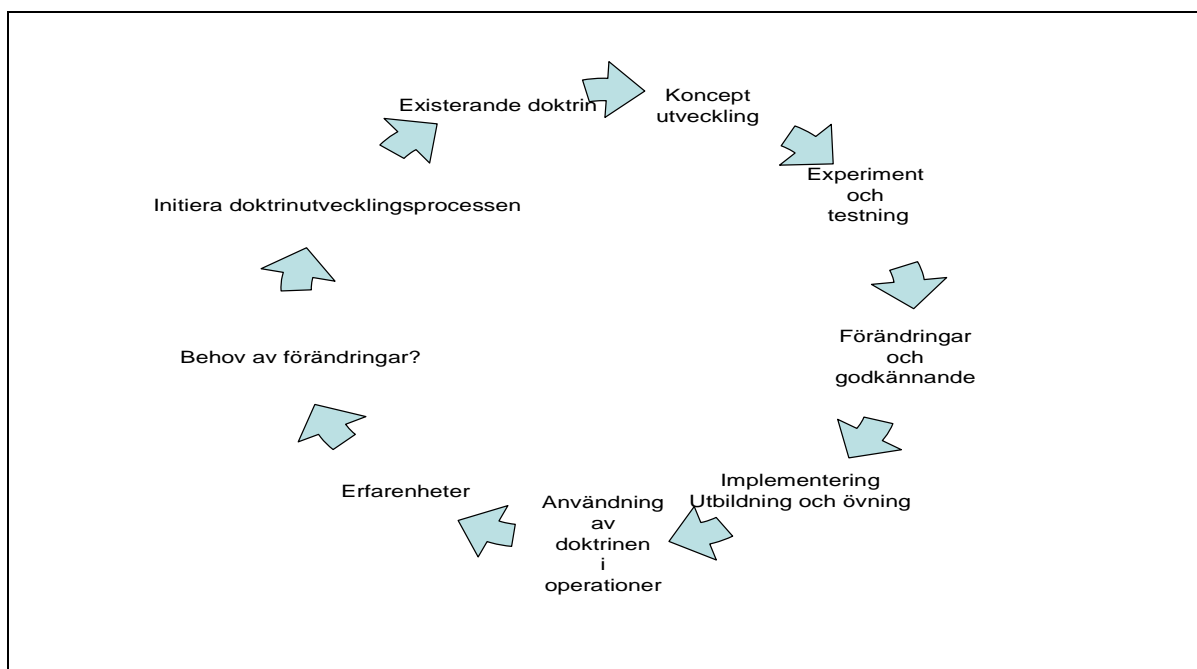 Existerande doktrin
Koncept
utveckling
Experiment
och
testning
Förändringar
och
godkännande
Implementering
Utbildning och övning
Användning
av
doktrinen
i
operationer
Erfarenheter
Behov av förändringar?
Initiera doktrinutvecklingsprocessen